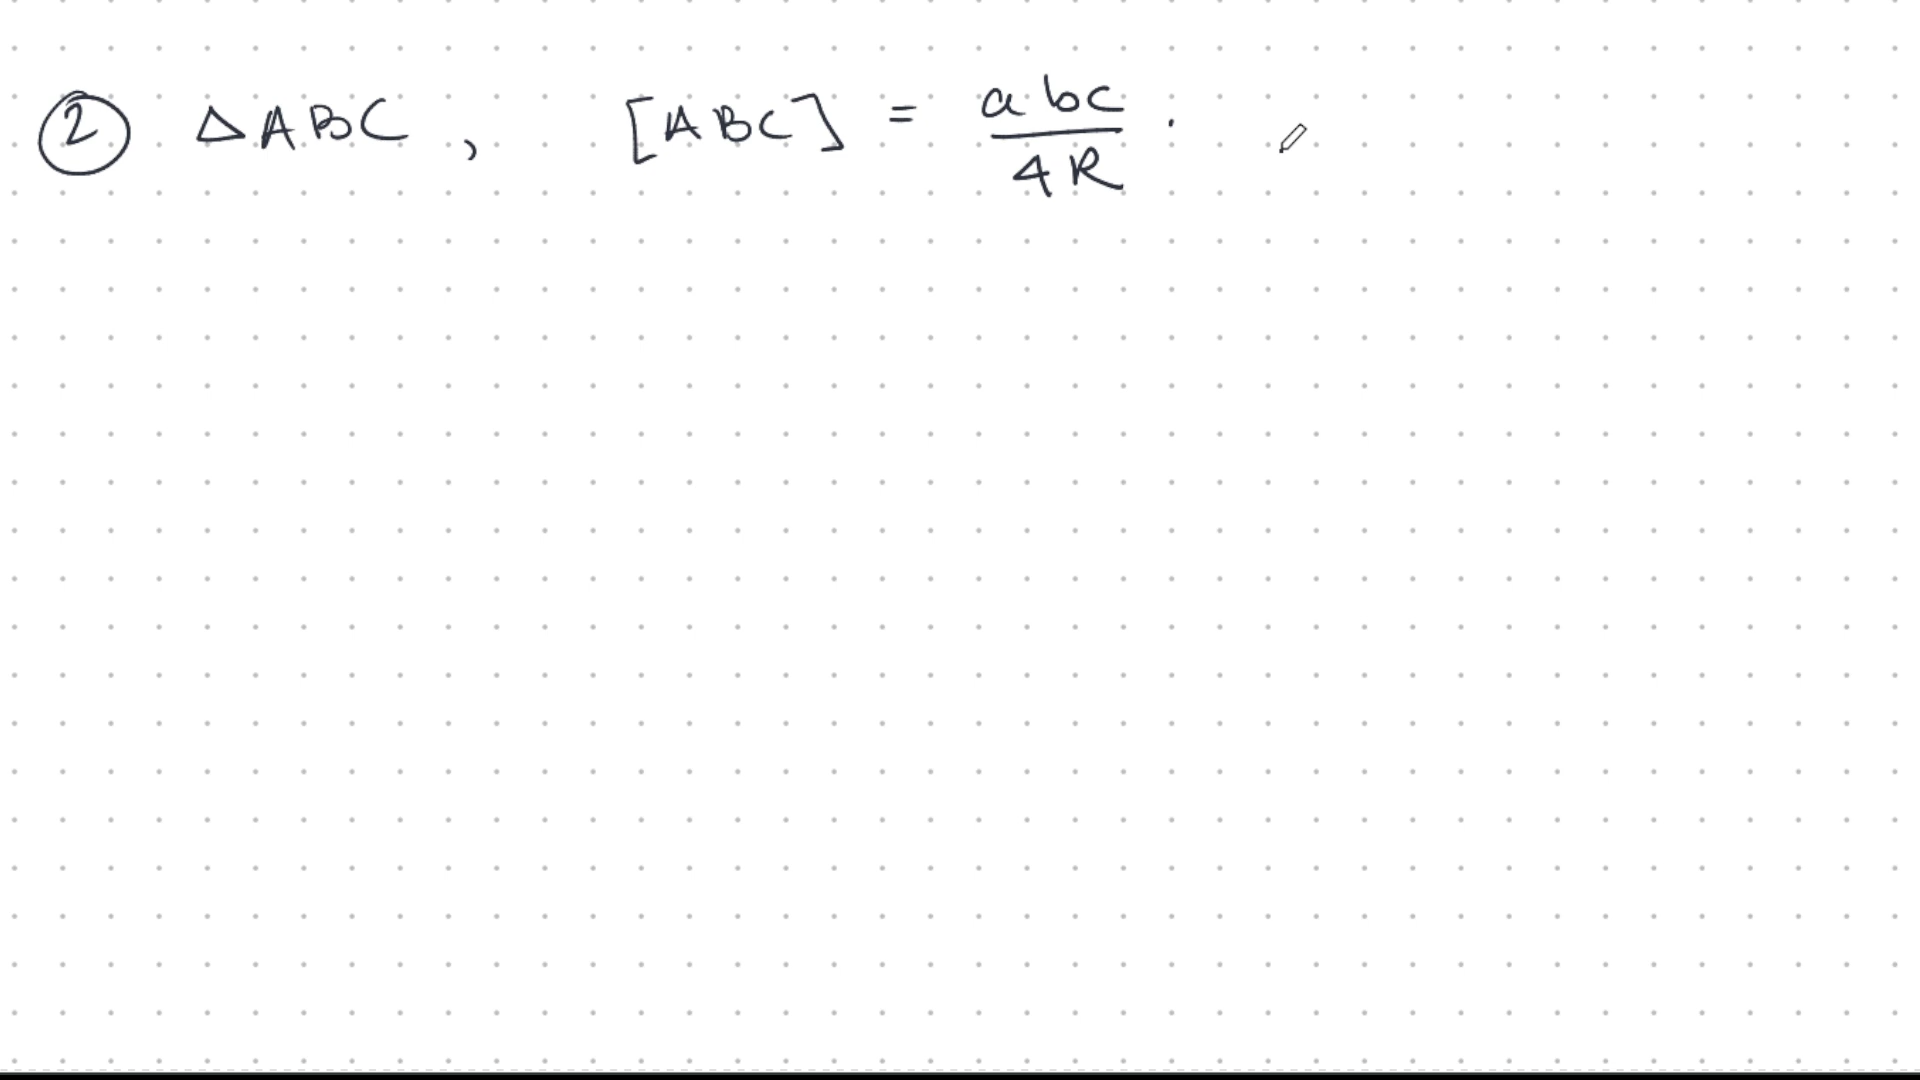 ② △ABC , [ABC] = abc/4R .